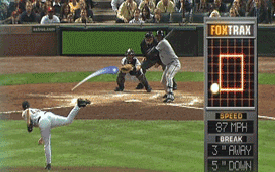 FOXTRAX
SPEED
87 MPH
BREAK
3 " AWAY
5 " DOWN